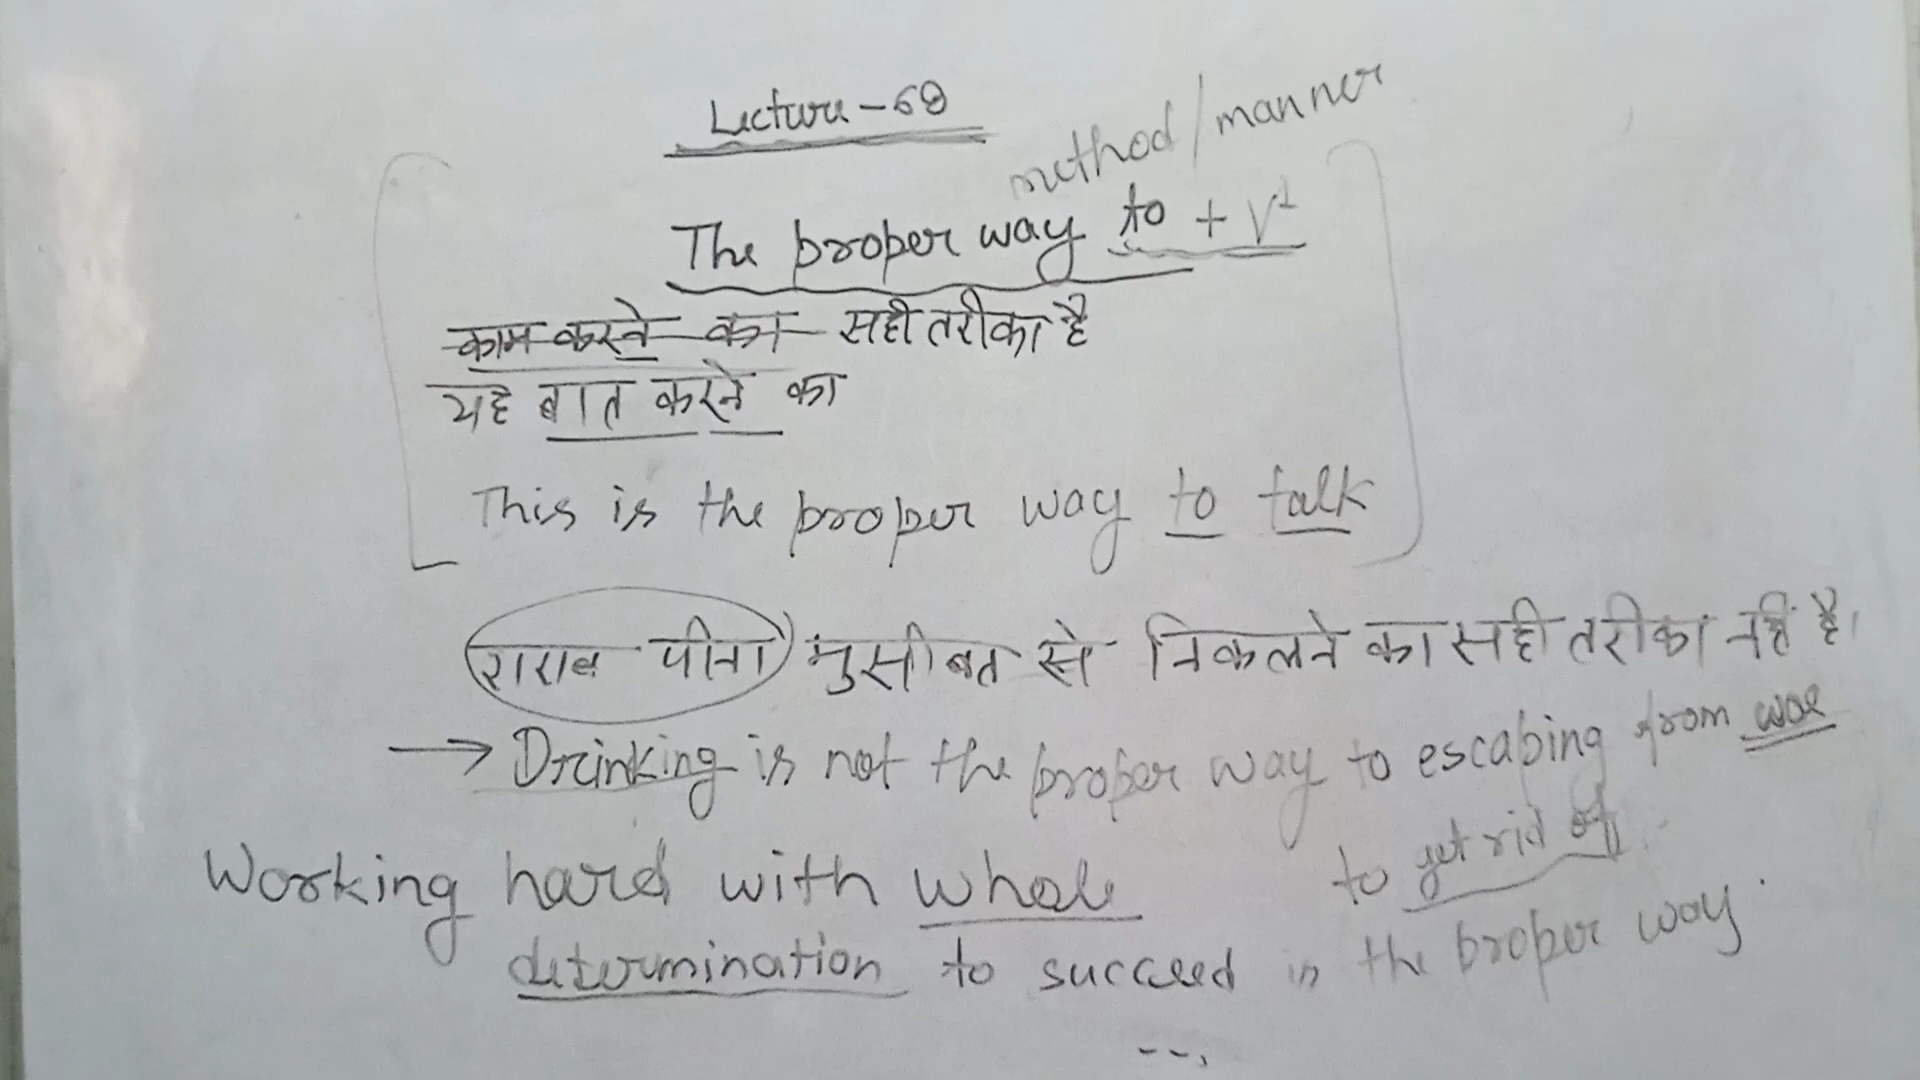 Lecture - 68
method / manner
The proper way to + V¹
काम करने का सही तरीका है
यह बात करने का
This is the proper way to talk
शराब पीना मुसीबत से निकलने का सही तरीका नहीं है।
→ Drinking is not the proper way to escaping from woe
to get rid of
Working hard with whole
determination to succeed is the proper way.